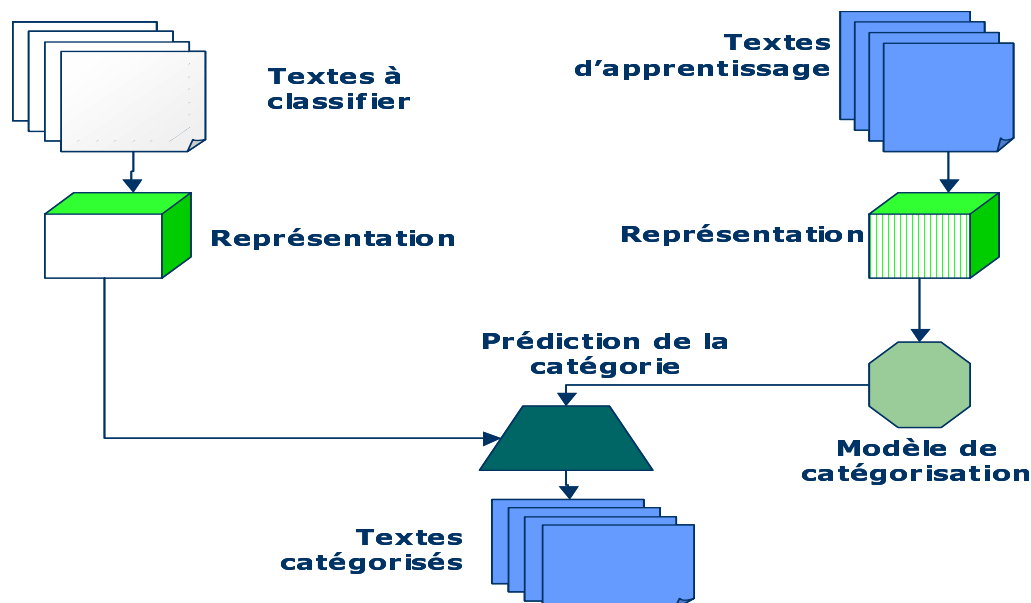 Textes à
classifier
Textes
d'apprentissage
Représentation
Représentation
Prédiction de la
catégorie
Modèle de
catégorisation
Textes
catégorisés